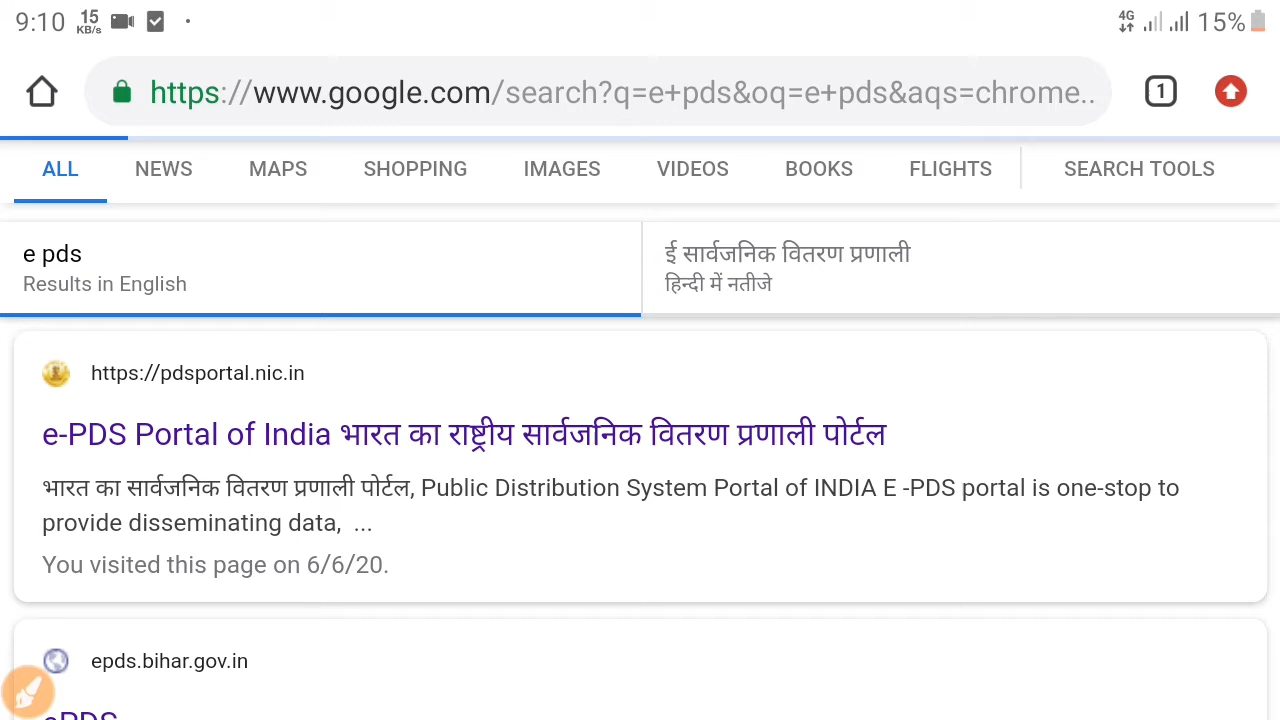 9:10 15 KB/s 4G 15%
https://www.google.com/search?q=e+pds&oq=e+pds&aqs=chrome.. 1
ALL NEWS MAPS SHOPPING IMAGES VIDEOS BOOKS FLIGHTS SEARCH TOOLS
e pds
Results in English
ई सार्वजनिक वितरण प्रणाली
हिन्दी में नतीजे
https://pdsportal.nic.in
e-PDS Portal of India भारत का राष्ट्रीय सार्वजनिक वितरण प्रणाली पोर्टल
भारत का सार्वजनिक वितरण प्रणाली पोर्टल, Public Distribution System Portal of INDIA E -PDS portal is one-stop to
provide disseminating data, ...
You visited this page on 6/6/20.
epds.bihar.gov.in
ePDS